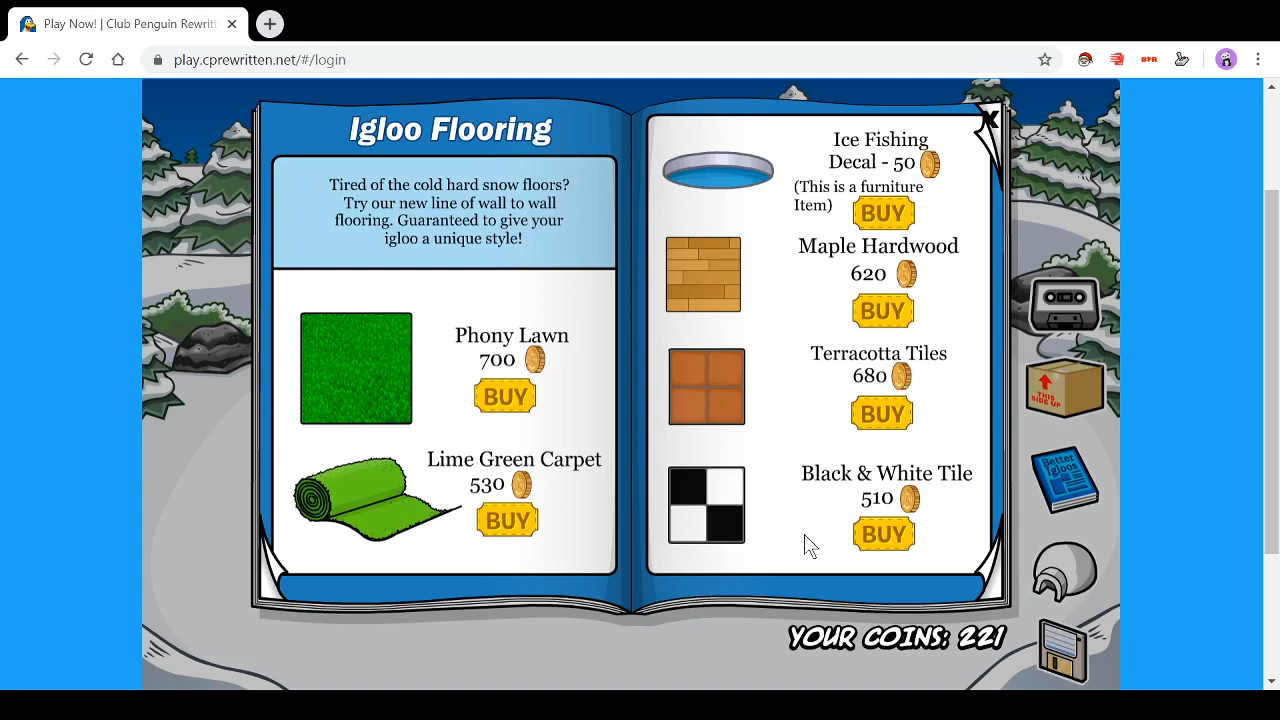 Play Now! | Club Penguin Rewritt
play.cprewritten.net/#/login
BPR
Igloo Flooring
Tired of the cold hard snow floors?
Try our new line of wall to wall
flooring. Guaranteed to give your
igloo a unique style!
Phony Lawn
700
BUY
Lime Green Carpet
530
BUY
X
Ice Fishing
Decal - 50
(This is a furniture
Item)
BUY
Maple Hardwood
620
BUY
Terracotta Tiles
680
BUY
Black & White Tile
510
BUY
THIS
SIDE UP
Better
Igloos
YOUR COINS: 221